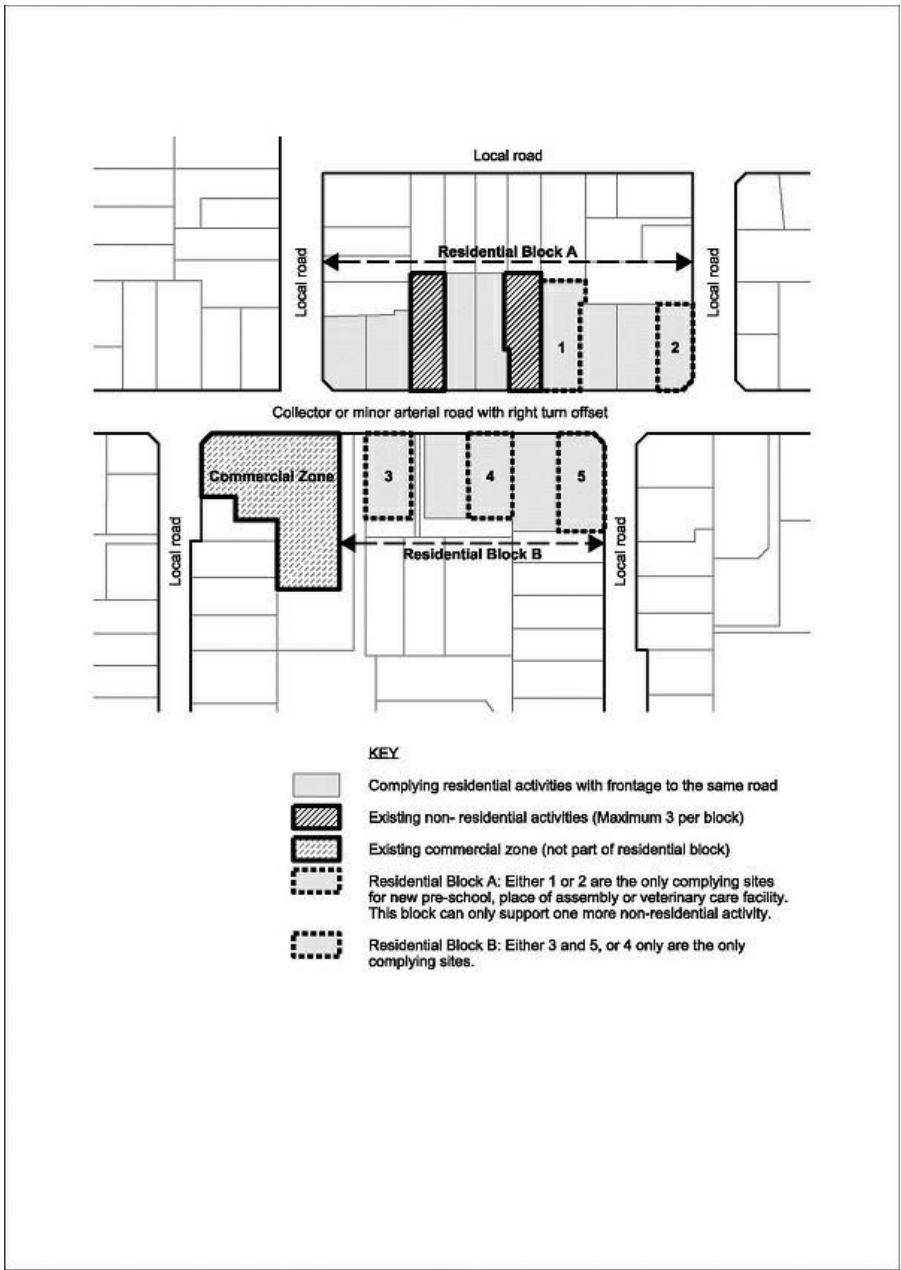 Local road
Residential Block A
Local road
Local road
1
2
Collector or minor arterial road with right turn offset
Commercial Zone
3
4
5
Local road
Residential Block B
Local road
KEY
Complying residential activities with frontage to the same road
Existing non- residential activities (Maximum 3 per block)
Existing commercial zone (not part of residential block)
Residential Block A: Either 1 or 2 are the only complying sites
for new pre-school, place of assembly or veterinary care facility.
This block can only support one more non-residential activity.
Residential Block B: Either 3 and 5, or 4 only are the only
complying sites.